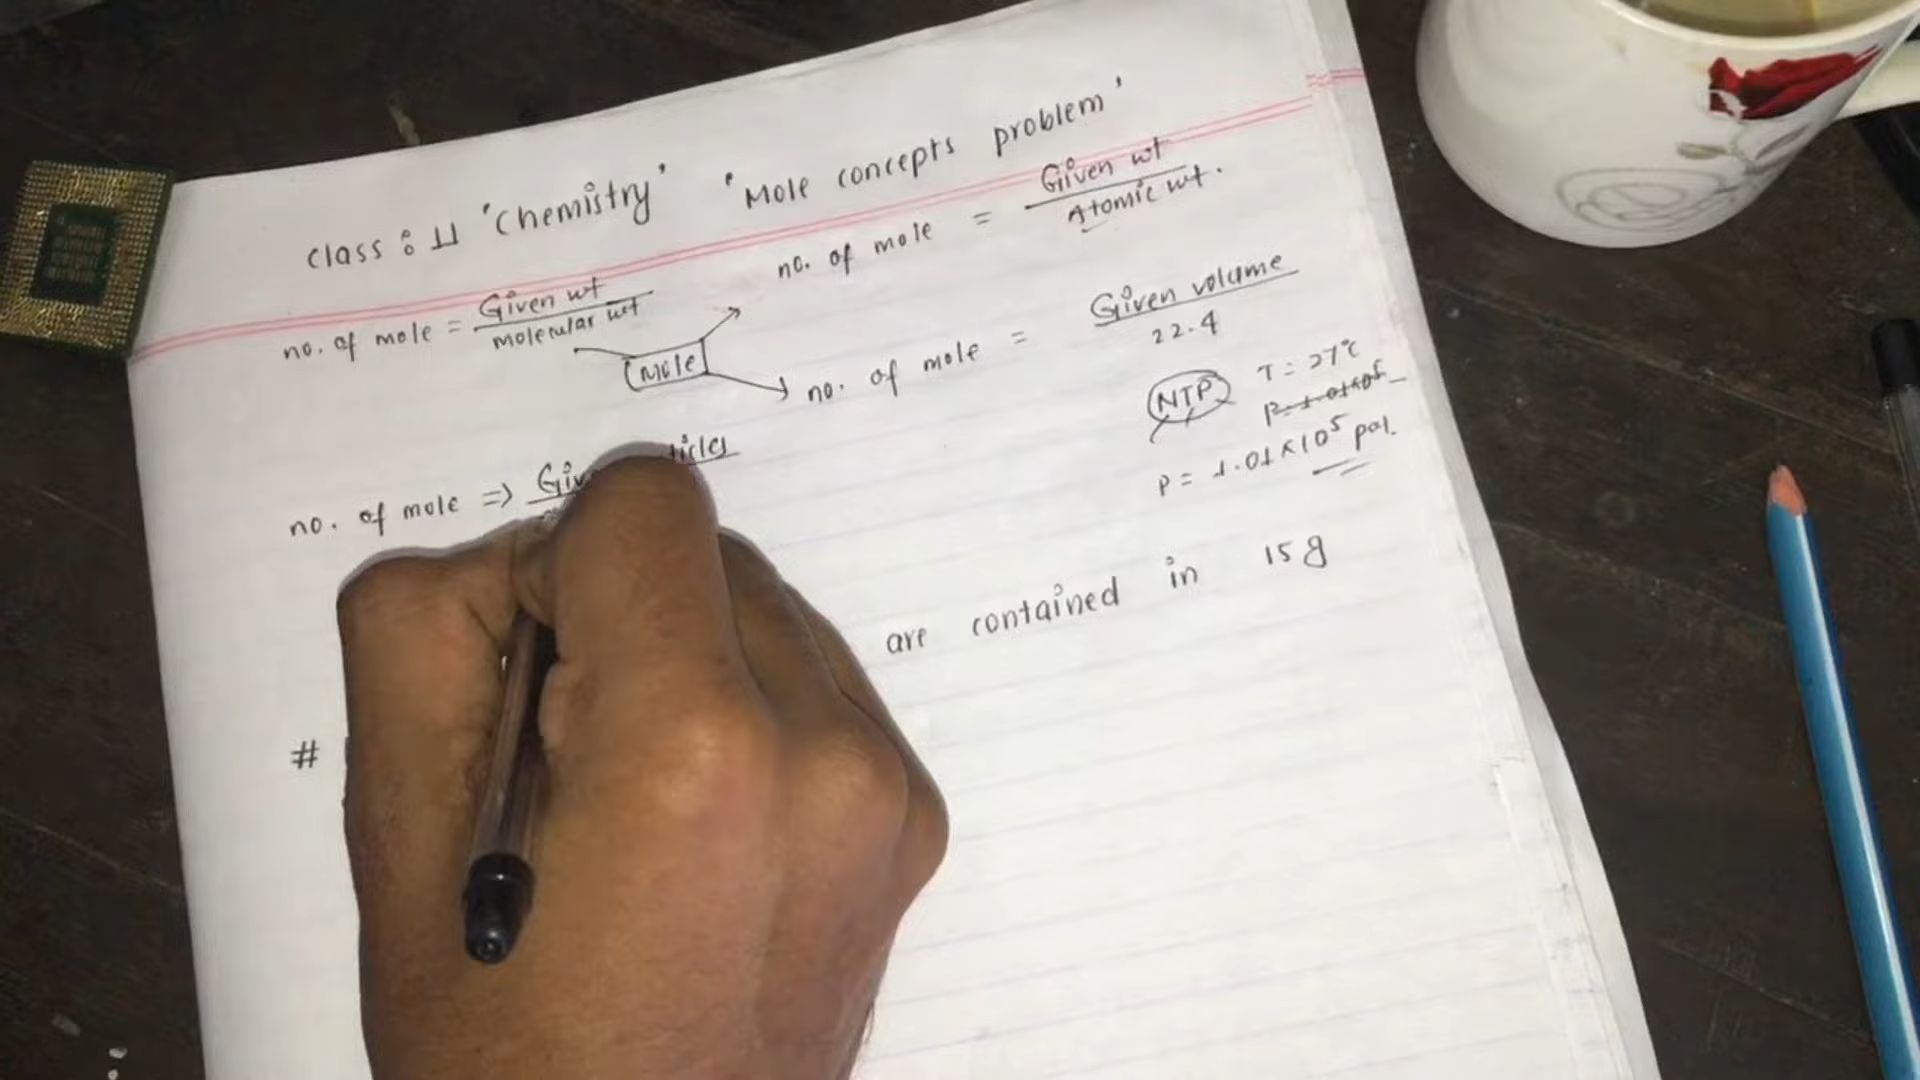 class : 11 'Chemistry' 'Mole concepts problem'
no. of mole = Given wt / Atomic wt.
no. of mole = Given wt / molecular wt
Mole
no. of mole = Given volume / 22.4
NTP T = 27°C
P = 1.01×10⁵ pal.
no. of mole ⇒
are contained in 15g
#